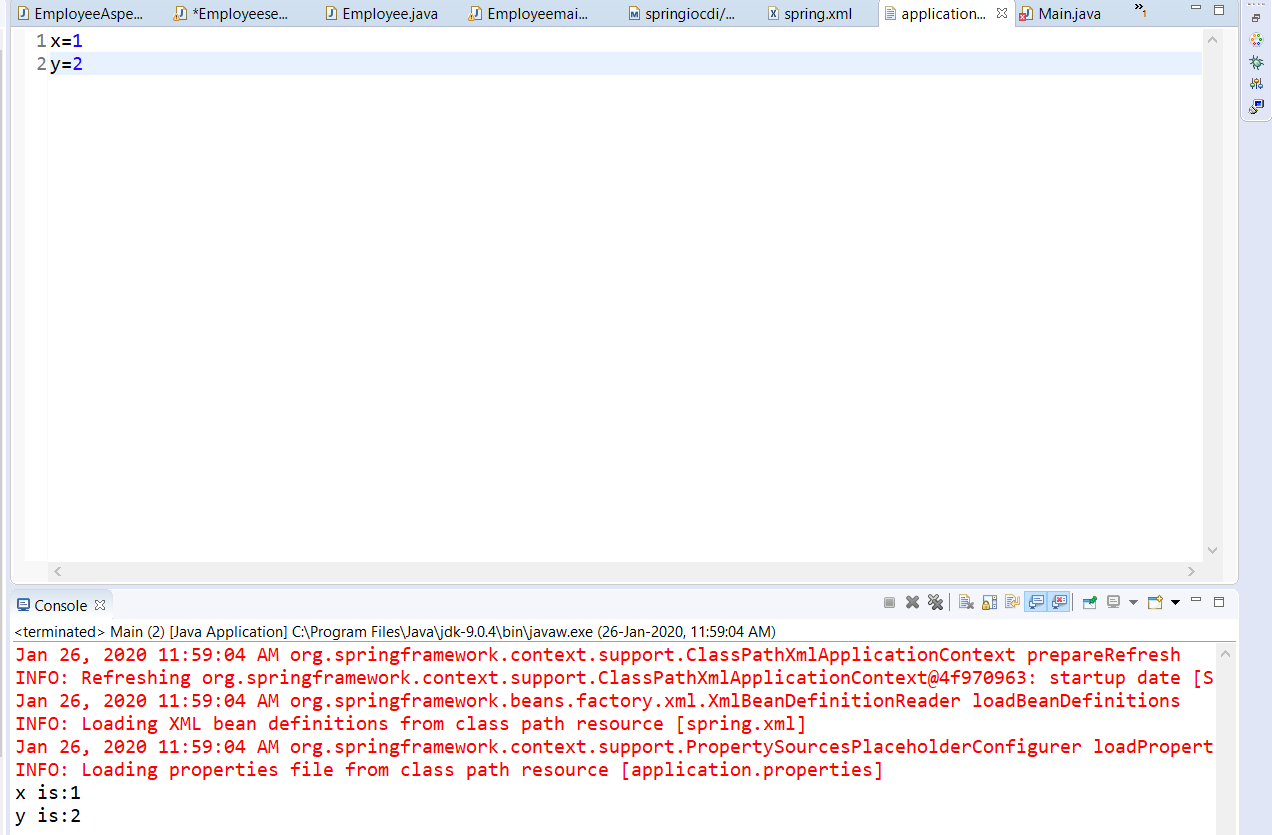 EmployeeAspe...
*Employeese...
Employee.java
Employeemai...
springiocdi/...
spring.xml
application...
Main.java
»1
1 x=1
2 y=2
Console
<terminated> Main (2) [Java Application] C:\Program Files\Java\jdk-9.0.4\bin\javaw.exe (26-Jan-2020, 11:59:04 AM)
Jan 26, 2020 11:59:04 AM org.springframework.context.support.ClassPathXmlApplicationContext prepareRefresh
INFO: Refreshing org.springframework.context.support.ClassPathXmlApplicationContext@4f970963: startup date [S
Jan 26, 2020 11:59:04 AM org.springframework.beans.factory.xml.XmlBeanDefinitionReader loadBeanDefinitions
INFO: Loading XML bean definitions from class path resource [spring.xml]
Jan 26, 2020 11:59:04 AM org.springframework.context.support.PropertySourcesPlaceholderConfigurer loadPropert
INFO: Loading properties file from class path resource [application.properties]
x is:1
y is:2